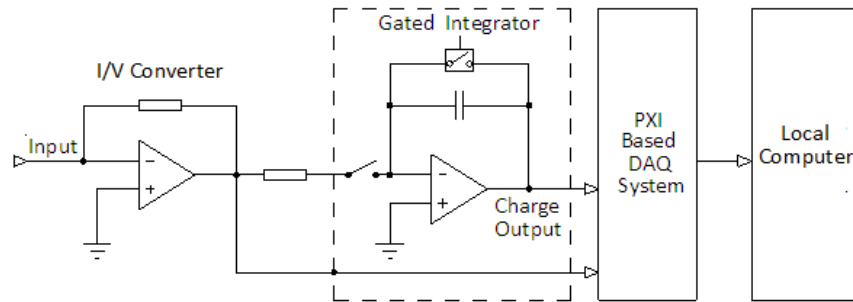 Gated Integrator
I/V Converter
Input
Charge
Output
PXI
Based
DAQ
System
Local
Computer